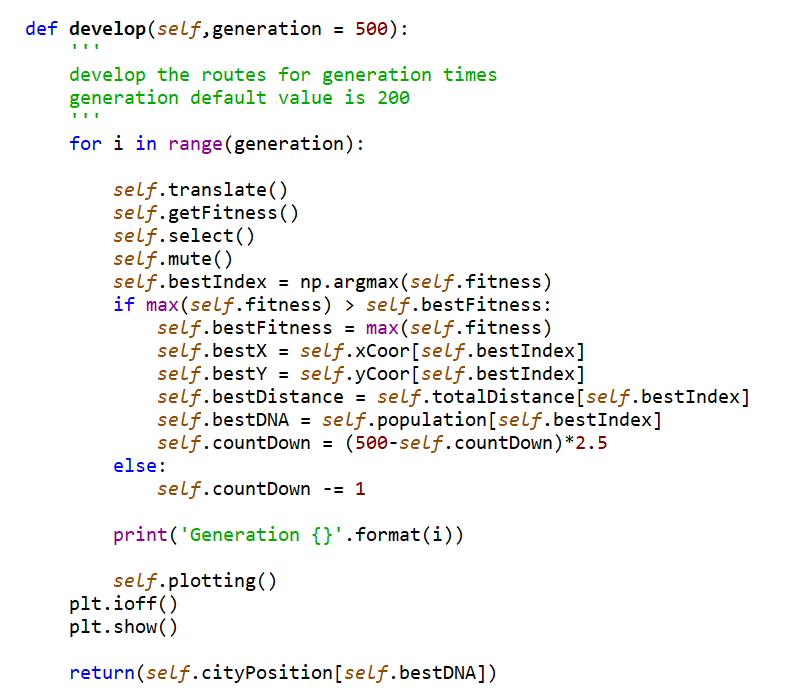 def develop(self,generation = 500):
    '''
    develop the routes for generation times
    generation default value is 200
    '''
    for i in range(generation):

        self.translate()
        self.getFitness()
        self.select()
        self.mute()
        self.bestIndex = np.argmax(self.fitness)
        if max(self.fitness) > self.bestFitness:
            self.bestFitness = max(self.fitness)
            self.bestX = self.xCoor[self.bestIndex]
            self.bestY = self.yCoor[self.bestIndex]
            self.bestDistance = self.totalDistance[self.bestIndex]
            self.bestDNA = self.population[self.bestIndex]
            self.countDown = (500-self.countDown)*2.5
        else:
            self.countDown -= 1

        print('Generation {}'.format(i))

        self.plotting()
    plt.ioff()
    plt.show()

    return(self.cityPosition[self.bestDNA])